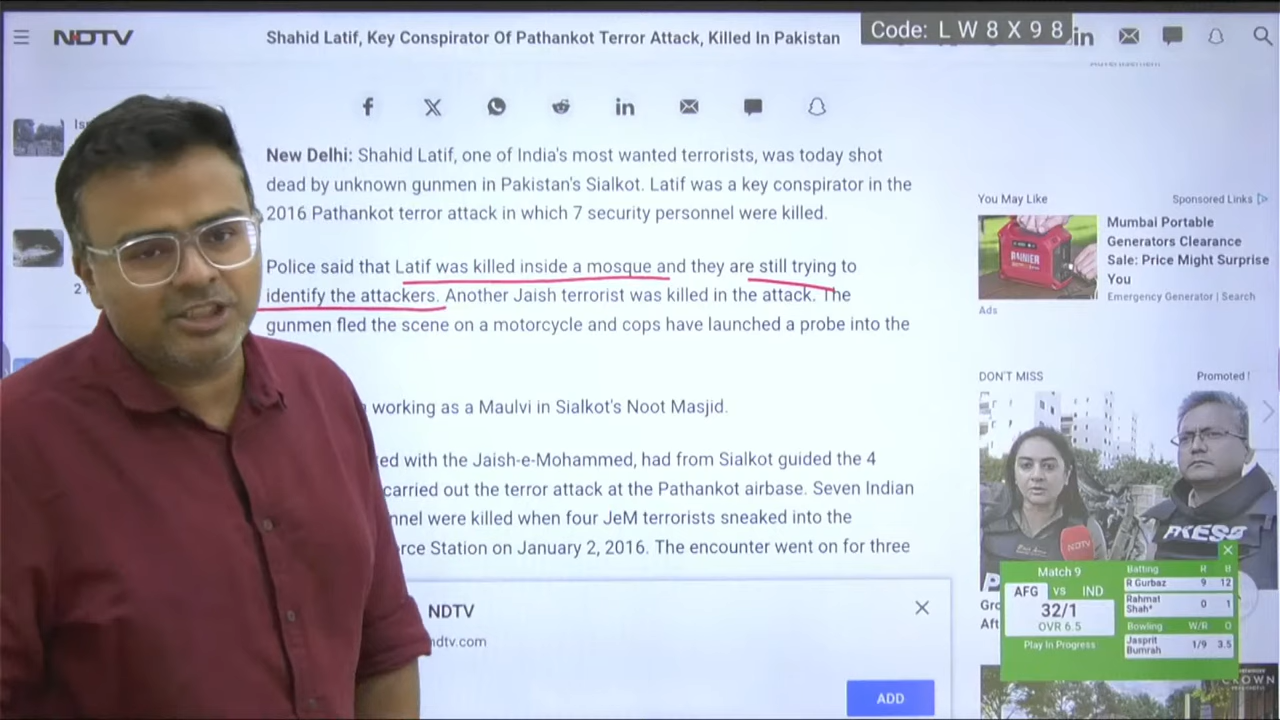 NDTV
Shahid Latif, Key Conspirator Of Pathankot Terror Attack, Killed In Pakistan
Code: LW8X98
New Delhi: Shahid Latif, one of India's most wanted terrorists, was today shot
dead by unknown gunmen in Pakistan's Sialkot. Latif was a key conspirator in the
2016 Pathankot terror attack in which 7 security personnel were killed.
Police said that Latif was killed inside a mosque and they are still trying to
identify the attackers. Another Jaish terrorist was killed in the attack. The
gunmen fled the scene on a motorcycle and cops have launched a probe into the
working as a Maulvi in Sialkot's Noot Masjid.
ed with the Jaish-e-Mohammed, had from Sialkot guided the 4
carried out the terror attack at the Pathankot airbase. Seven Indian
nnel were killed when four JeM terrorists sneaked into the
rce Station on January 2, 2016. The encounter went on for three
NDTV
ndtv.com
ADD
You May Like
Sponsored Links
Mumbai Portable
Generators Clearance
Sale: Price Might Surprise
You
Emergency Generator | Search
Ads
RAINIER
DON'T MISS
Promoted !
NDTV
PRESS
Match 9
AFG VS IND
32/1
OVR 6.5
Play In Progress
Batting R B
R Gurbaz 9 12
Rahmat
Shah* 0 1
Bowling W/R O
Jasprit
Bumrah 1/9 3.5
CROWN